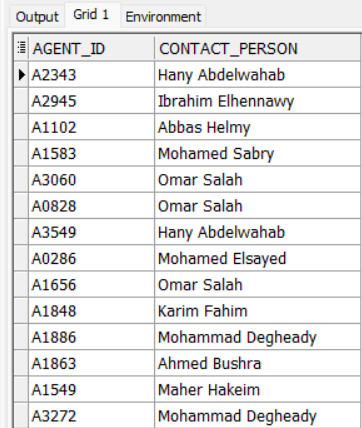 Output Grid 1 Environment
AGENT_ID CONTACT_PERSON
A2343 Hany Abdelwahab
A2945 Ibrahim Elhennawy
A1102 Abbas Helmy
A1583 Mohamed Sabry
A3060 Omar Salah
A0828 Omar Salah
A3549 Hany Abdelwahab
A0286 Mohamed Elsayed
A1656 Omar Salah
A1848 Karim Fahim
A1886 Mohammad Degheady
A1863 Ahmed Bushra
A1549 Maher Hakeim
A3272 Mohammad Degheady